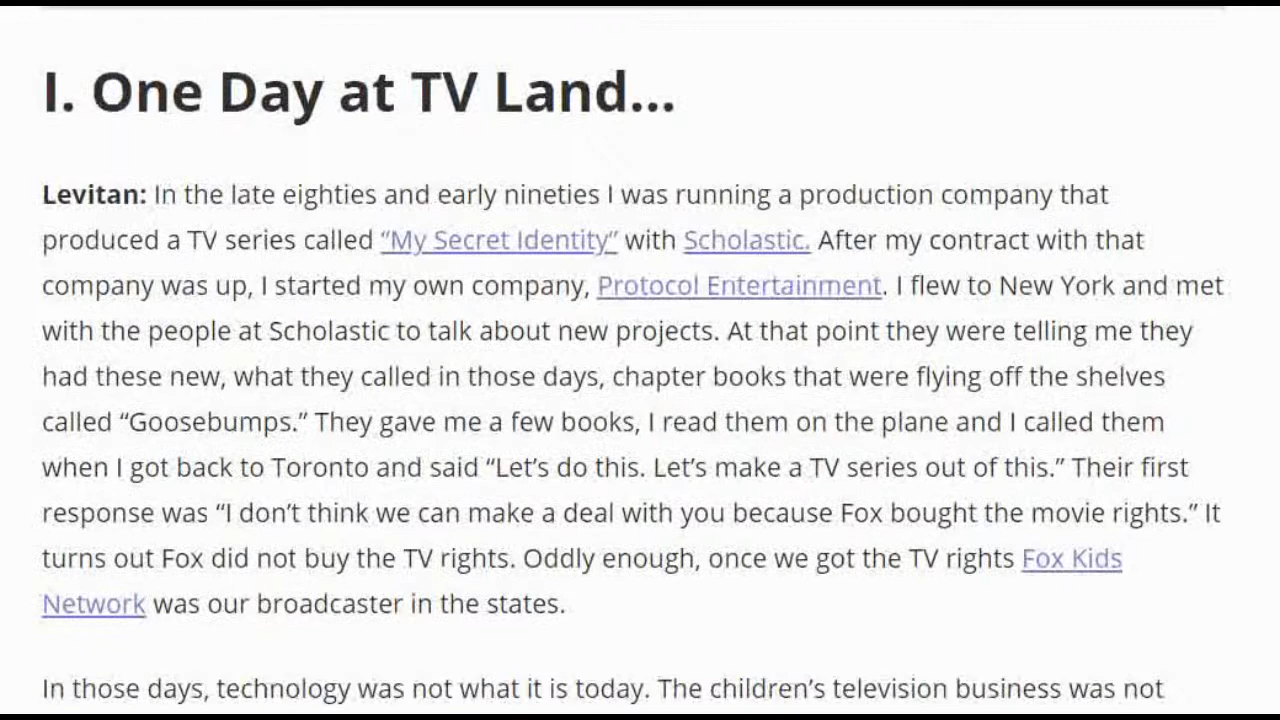 I. One Day at TV Land...
Levitan: In the late eighties and early nineties I was running a production company that
produced a TV series called “My Secret Identity” with Scholastic. After my contract with that
company was up, I started my own company, Protocol Entertainment. I flew to New York and met
with the people at Scholastic to talk about new projects. At that point they were telling me they
had these new, what they called in those days, chapter books that were flying off the shelves
called “Goosebumps.” They gave me a few books, I read them on the plane and I called them
when I got back to Toronto and said “Let’s do this. Let’s make a TV series out of this.” Their first
response was “I don’t think we can make a deal with you because Fox bought the movie rights.” It
turns out Fox did not buy the TV rights. Oddly enough, once we got the TV rights Fox Kids
Network was our broadcaster in the states.
In those days, technology was not what it is today. The children’s television business was not